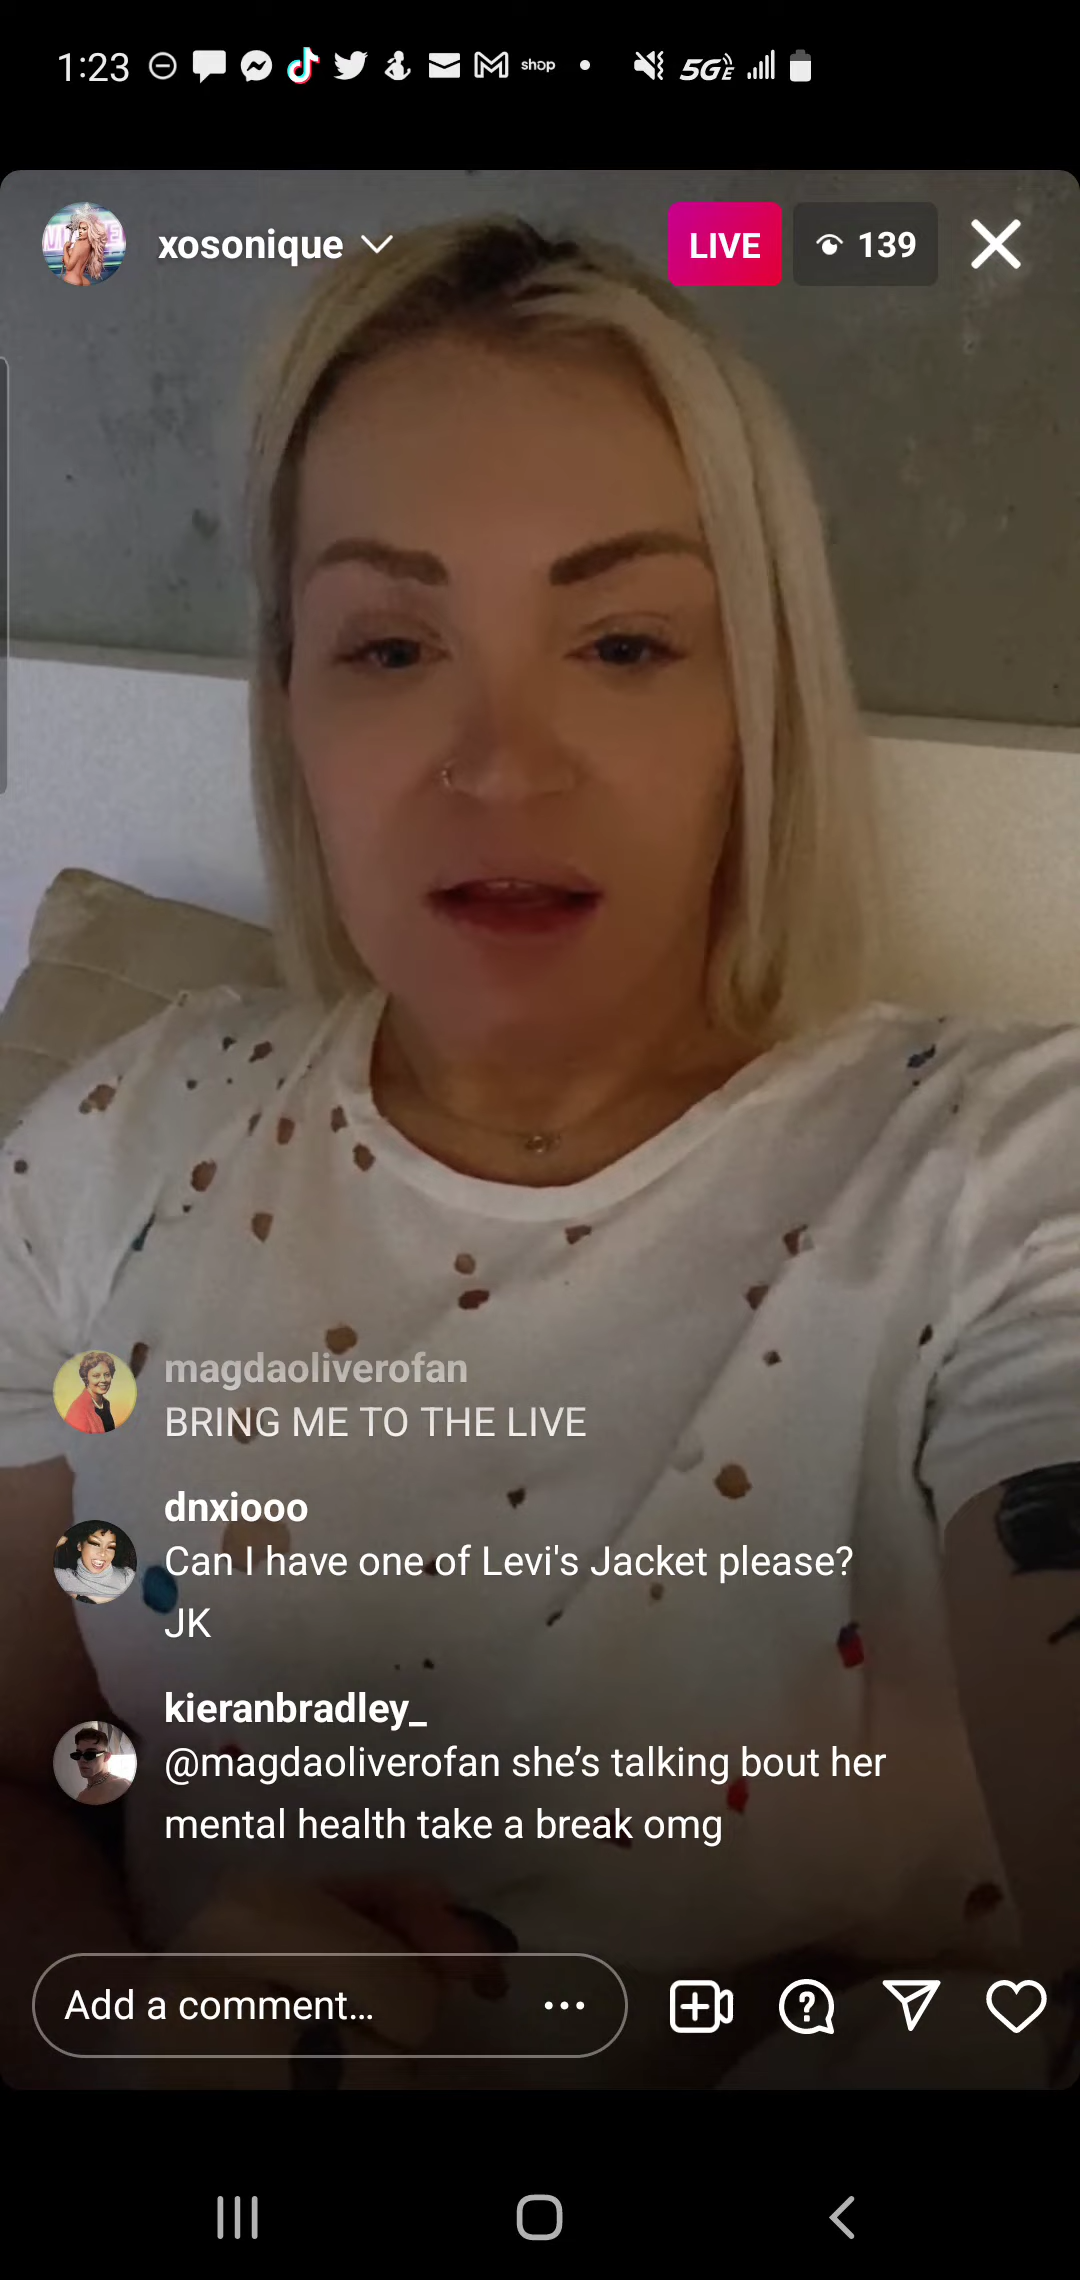 1:23 shop 5GE
xosonique LIVE 139
magdaoliverofan
BRING ME TO THE LIVE
dnxiooo
Can I have one of Levi's Jacket please?
JK
kieranbradley_
@magdaoliverofan she’s talking bout her
mental health take a break omg
Add a comment...